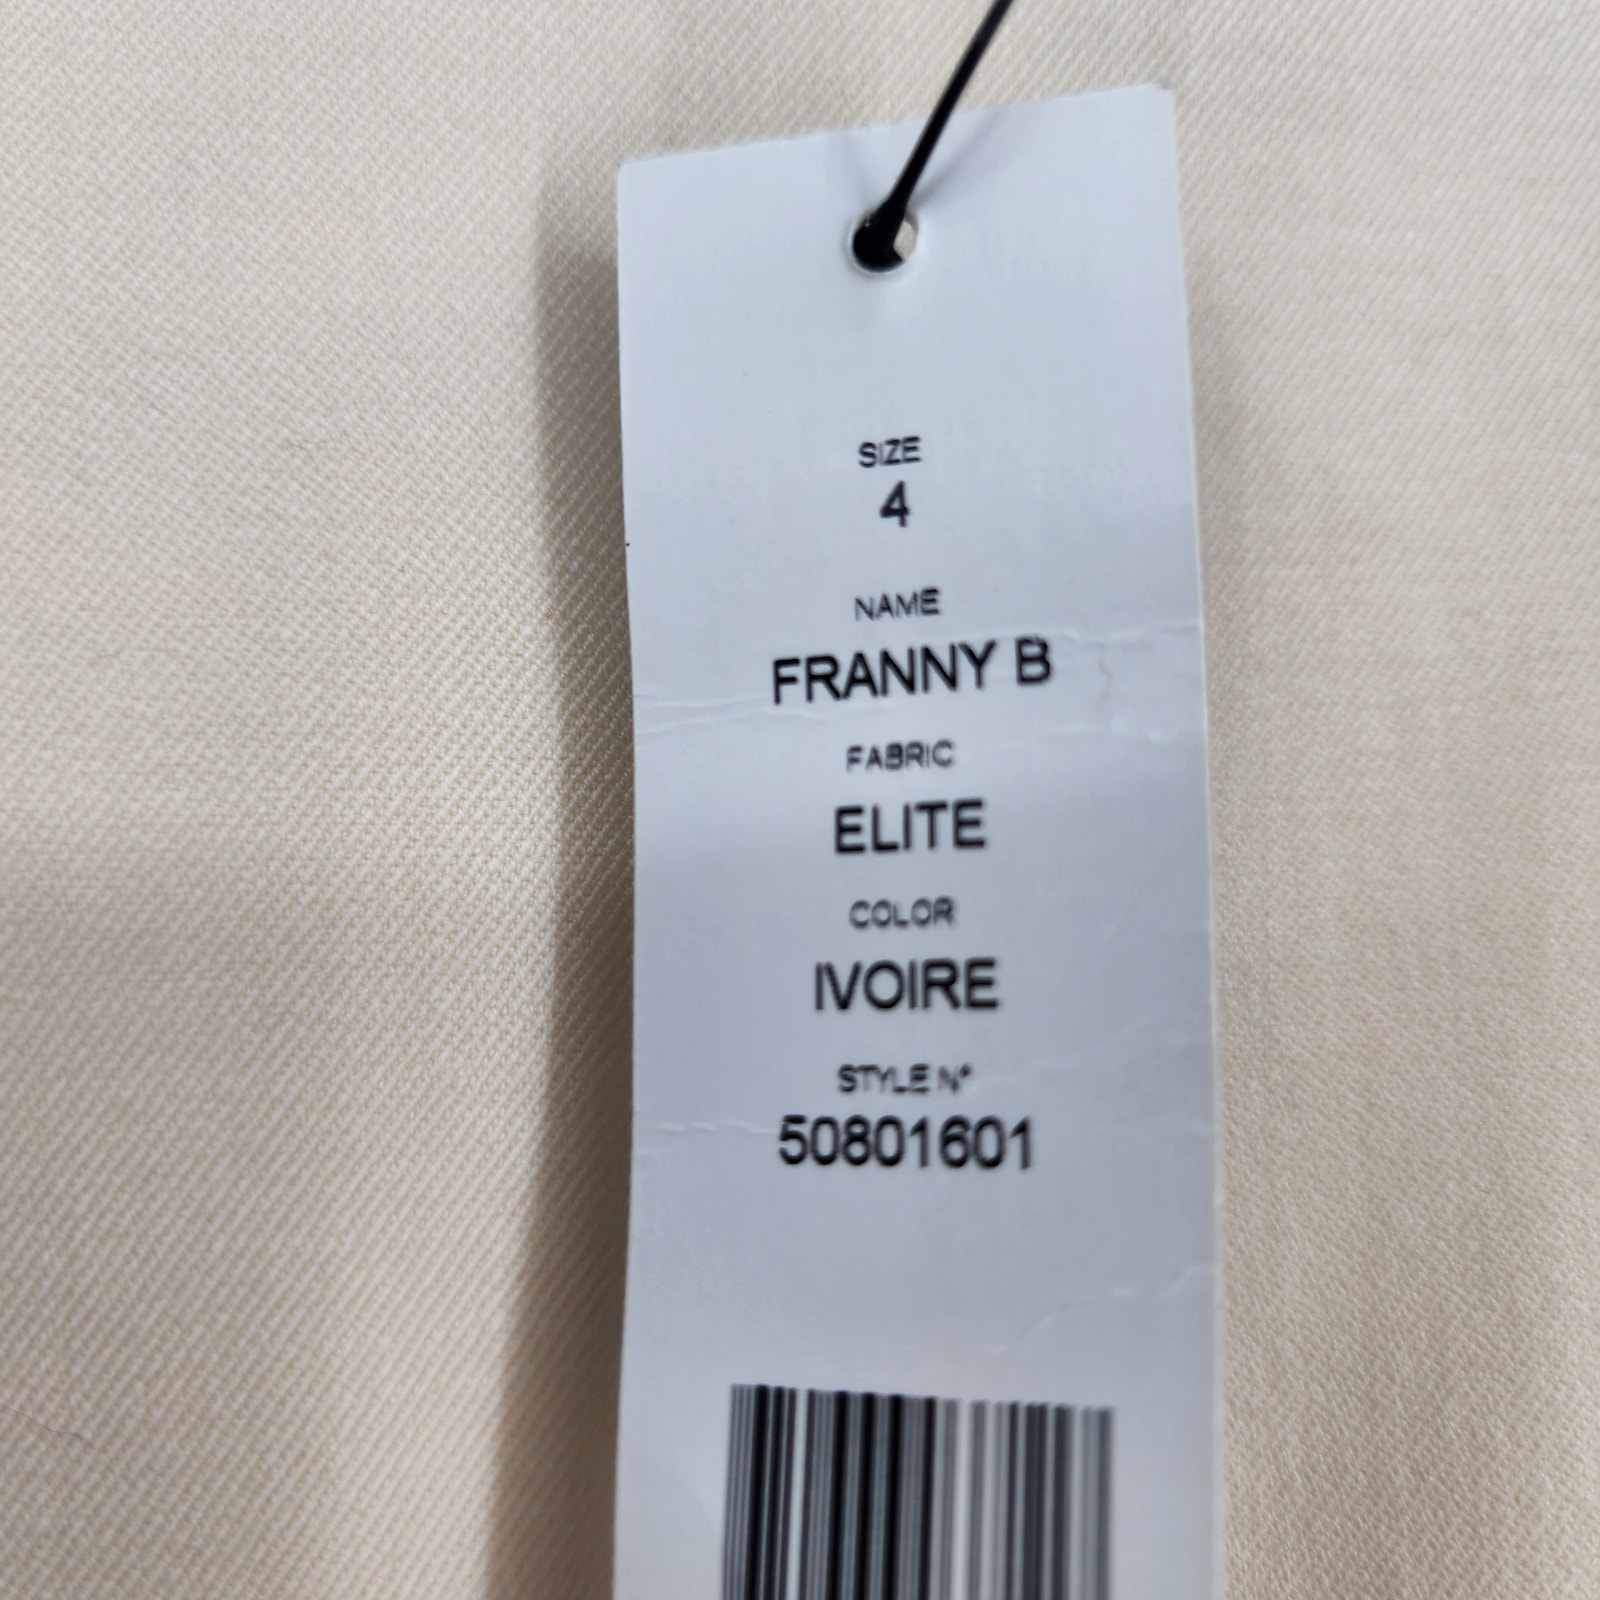 SIZE
4
NAME
FRANNY B
FABRIC
ELITE
COLOR
IVOIRE
STYLE N°
50801601